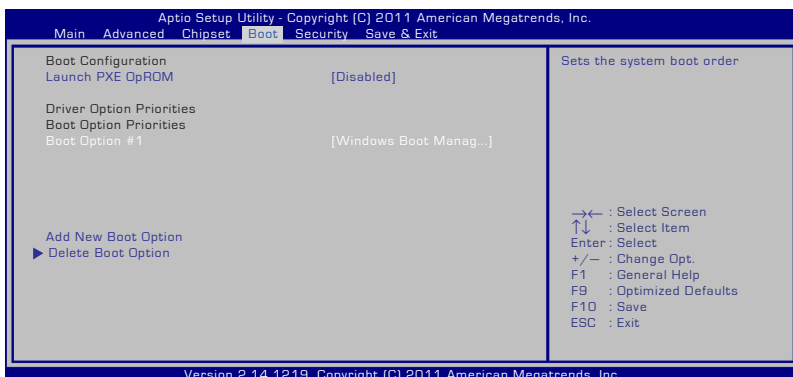 Aptio Setup Utility - Copyright (C) 2011 American Megatrends, Inc.
Main Advanced Chipset Boot Security Save & Exit
Boot Configuration
Launch PXE OpROM [Disabled]
Driver Option Priorities
Boot Option Priorities
Boot Option #1 [Windows Boot Manag...]
Add New Boot Option
▶ Delete Boot Option
Sets the system boot order
→← : Select Screen
↑↓ : Select Item
Enter : Select
+/— : Change Opt.
F1 : General Help
F9 : Optimized Defaults
F10 : Save
ESC : Exit
Version 2.14.1219. Copyright (C) 2011 American Megatrends, Inc.